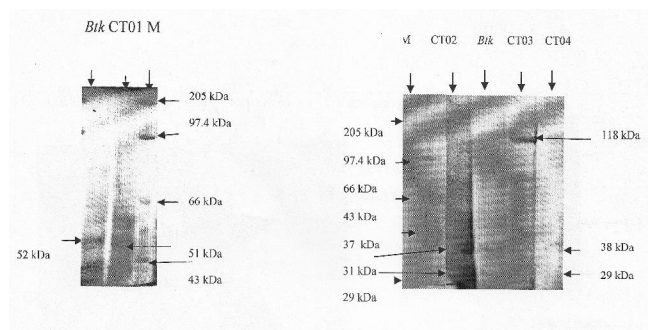 Btk CT01 M
205 kDa
97.4 kDa
66 kDa
51 kDa
43 kDa
52 kDa
M CT02 Btk CT03 CT04
205 kDa
97.4 kDa
66 kDa
43 kDa
37 kDa
31 kDa
29 kDa
118 kDa
38 kDa
29 kDa